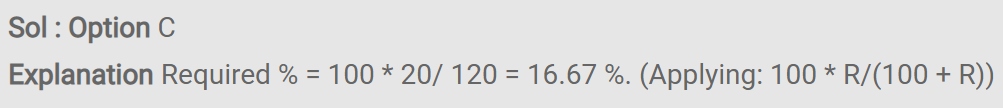 Sol : Option C
Explanation Required % = 100 * 20/ 120 = 16.67 %. (Applying: 100 * R/(100 + R))